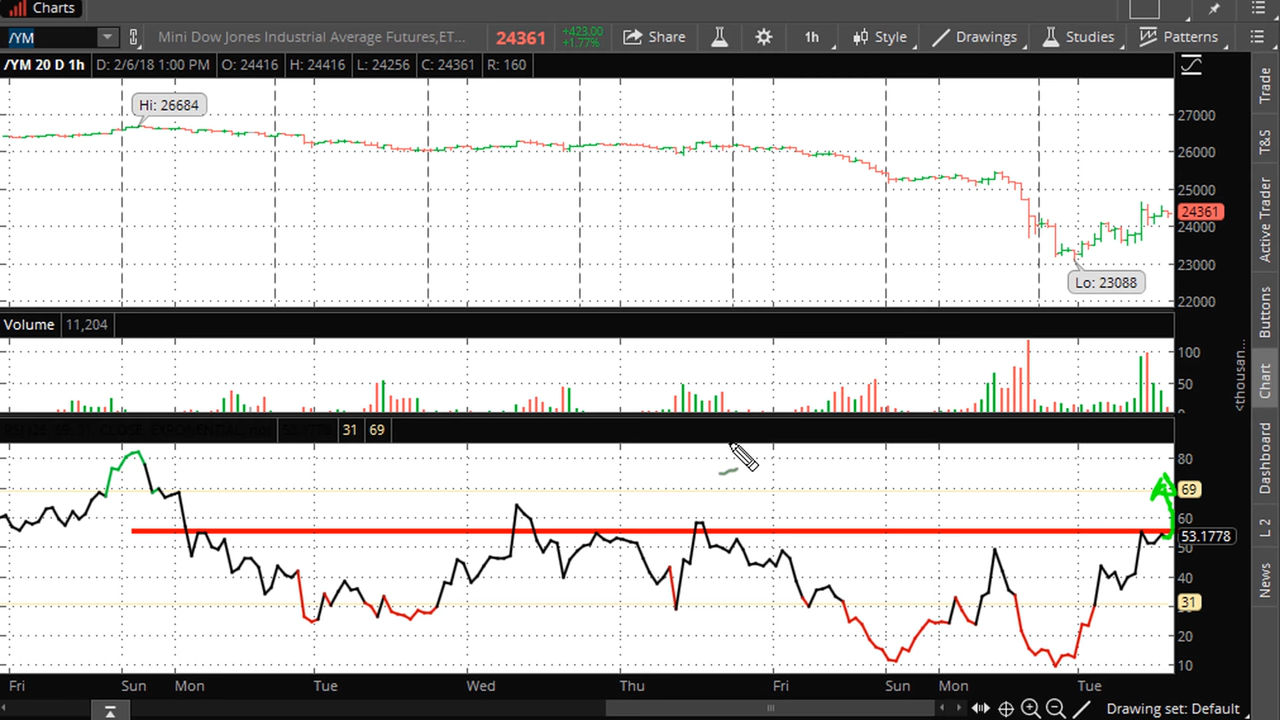 Charts
/YM
Mini Dow Jones Industrial Average Futures,ET...
24361
+423.00
+1.77%
Share
1h
Style
Drawings
Studies
Patterns
/YM 20 D 1h
D: 2/6/18 1:00 PM
O: 24416
H: 24416
L: 24256
C: 24361
R: 160
Hi: 26684
27000
26000
25000
24361
24000
23000
22000
Lo: 23088
Volume
11,204
100
50
<thousan...
31
69
80
69
60
53.1778
50
40
31
20
10
Fri
Sun
Mon
Tue
Wed
Thu
Fri
Sun
Mon
Tue
Drawing set: Default
Trade
T&S
Active Trader
Buttons
Chart
Dashboard
L 2
News